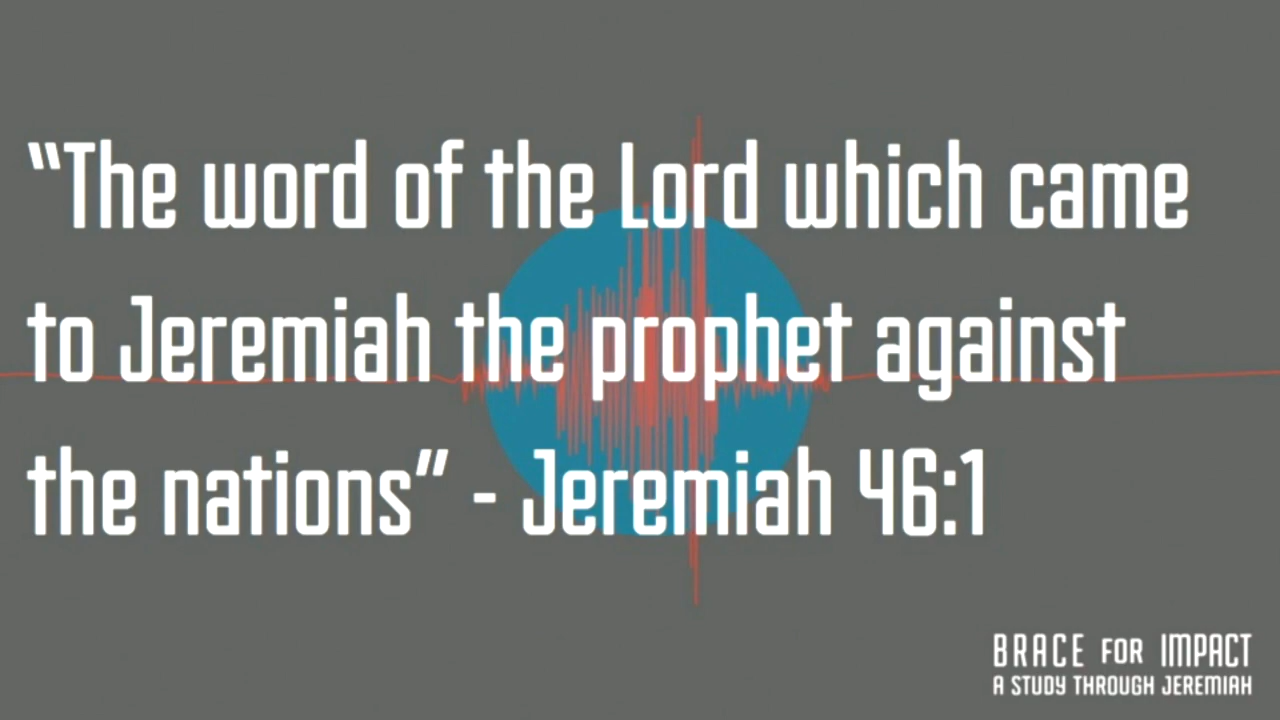 “The word of the Lord which came
to Jeremiah the prophet against
the nations” - Jeremiah 46:1
BRACE FOR IMPACT
A STUDY THROUGH JEREMIAH